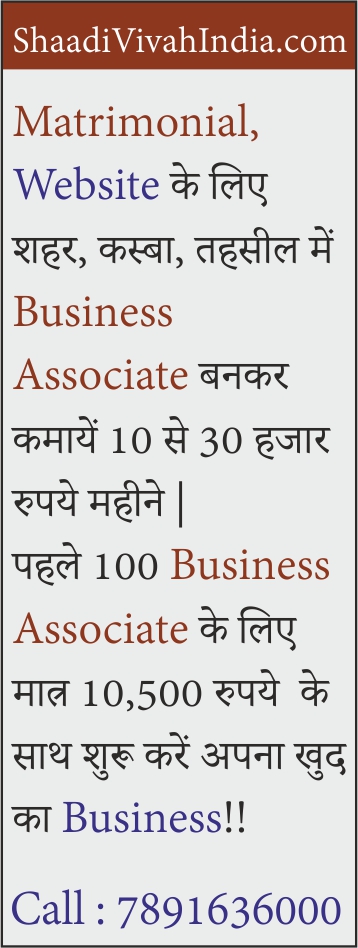 ShaadiVivahIndia.com
Matrimonial,
Website के लिए
शहर, कस्बा, तहसील में
Business
Associate बनकर
कमायें 10 से 30 हजार
रुपये महीने |
पहले 100 Business
Associate के लिए
मात्र 10,500 रुपये के
साथ शुरू करें अपना खुद
का Business!!
Call : 7891636000